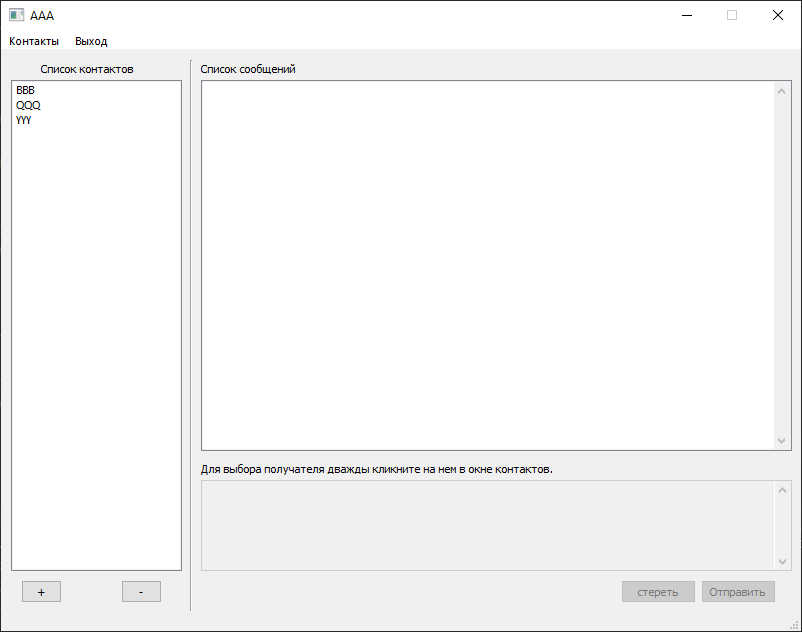 AAA
Контакты Выход
Список контактов
BBB
QQQ
YYY
+ -
Список сообщений
Для выбора получателя дважды кликните на нем в окне контактов.
стереть Отправить